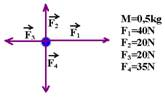 F₂
F₃
F₁
F₄
M=0,5kg
F₁=40N
F₂=20N
F₃=20N
F₄=35N